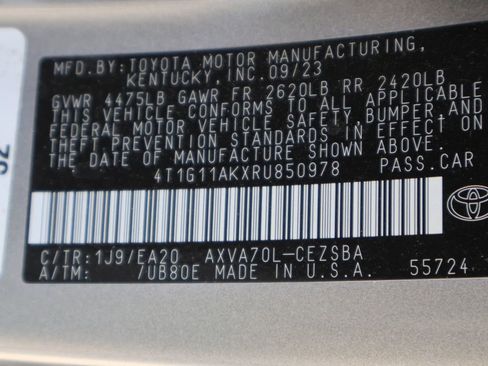 MFD.BY:TOYOTA MOTOR MANUFACTURING,
KENTUCKY, INC. 09/23
GVWR 4475LB GAWR FR 2620LB RR 2420LB
THIS VEHICLE CONFORMS TO ALL APPLICABLE
FEDERAL MOTOR VEHICLE SAFETY, BUMPER, AND
THEFT PREVENTION STANDARDS IN EFFECT ON
THE DATE OF MANUFACTURE SHOWN ABOVE.
4T1G11AKXRU850978 PASS.CAR
C/TR:1J9/EA20 AXVA70L-CEZSBA
A/TM: /UB80E MADE IN U.S.A. 55724